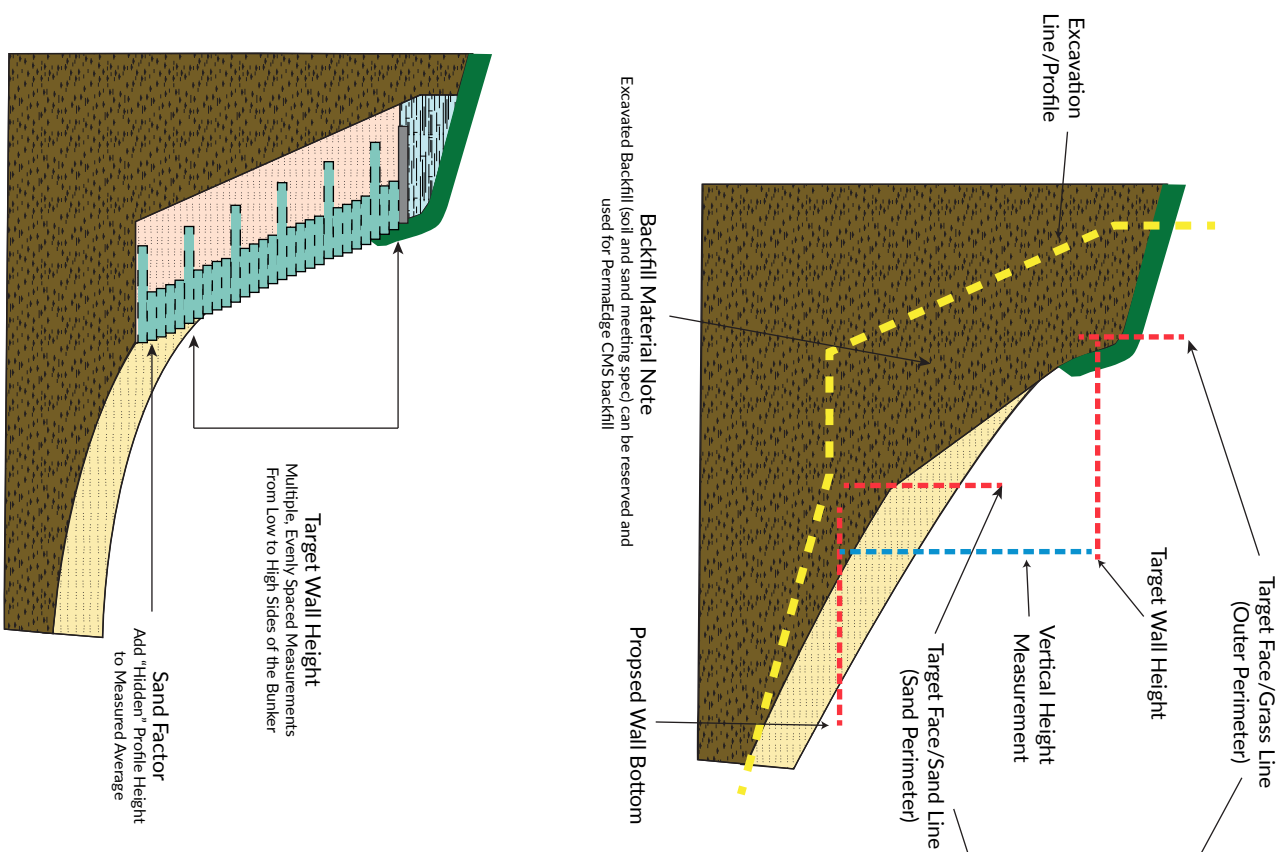 Excavation
Line/Profile
Target Face/Grass Line
(Outer Perimeter)
Target Wall Height
Vertical Height
Measurement
Target Face/Sand Line
(Sand Perimeter)
Propsed Wall Bottom
Backfill Material Note
Excavated Backfill (soil and sand meeting spec) can be reserved and
used for PermaEdge CMS backfill
Target Wall Height
Multiple, Evenly Spaced Measurements
From Low to High Sides of the Bunker
Sand Factor
Add “Hidden” Profile Height
to Measured Average